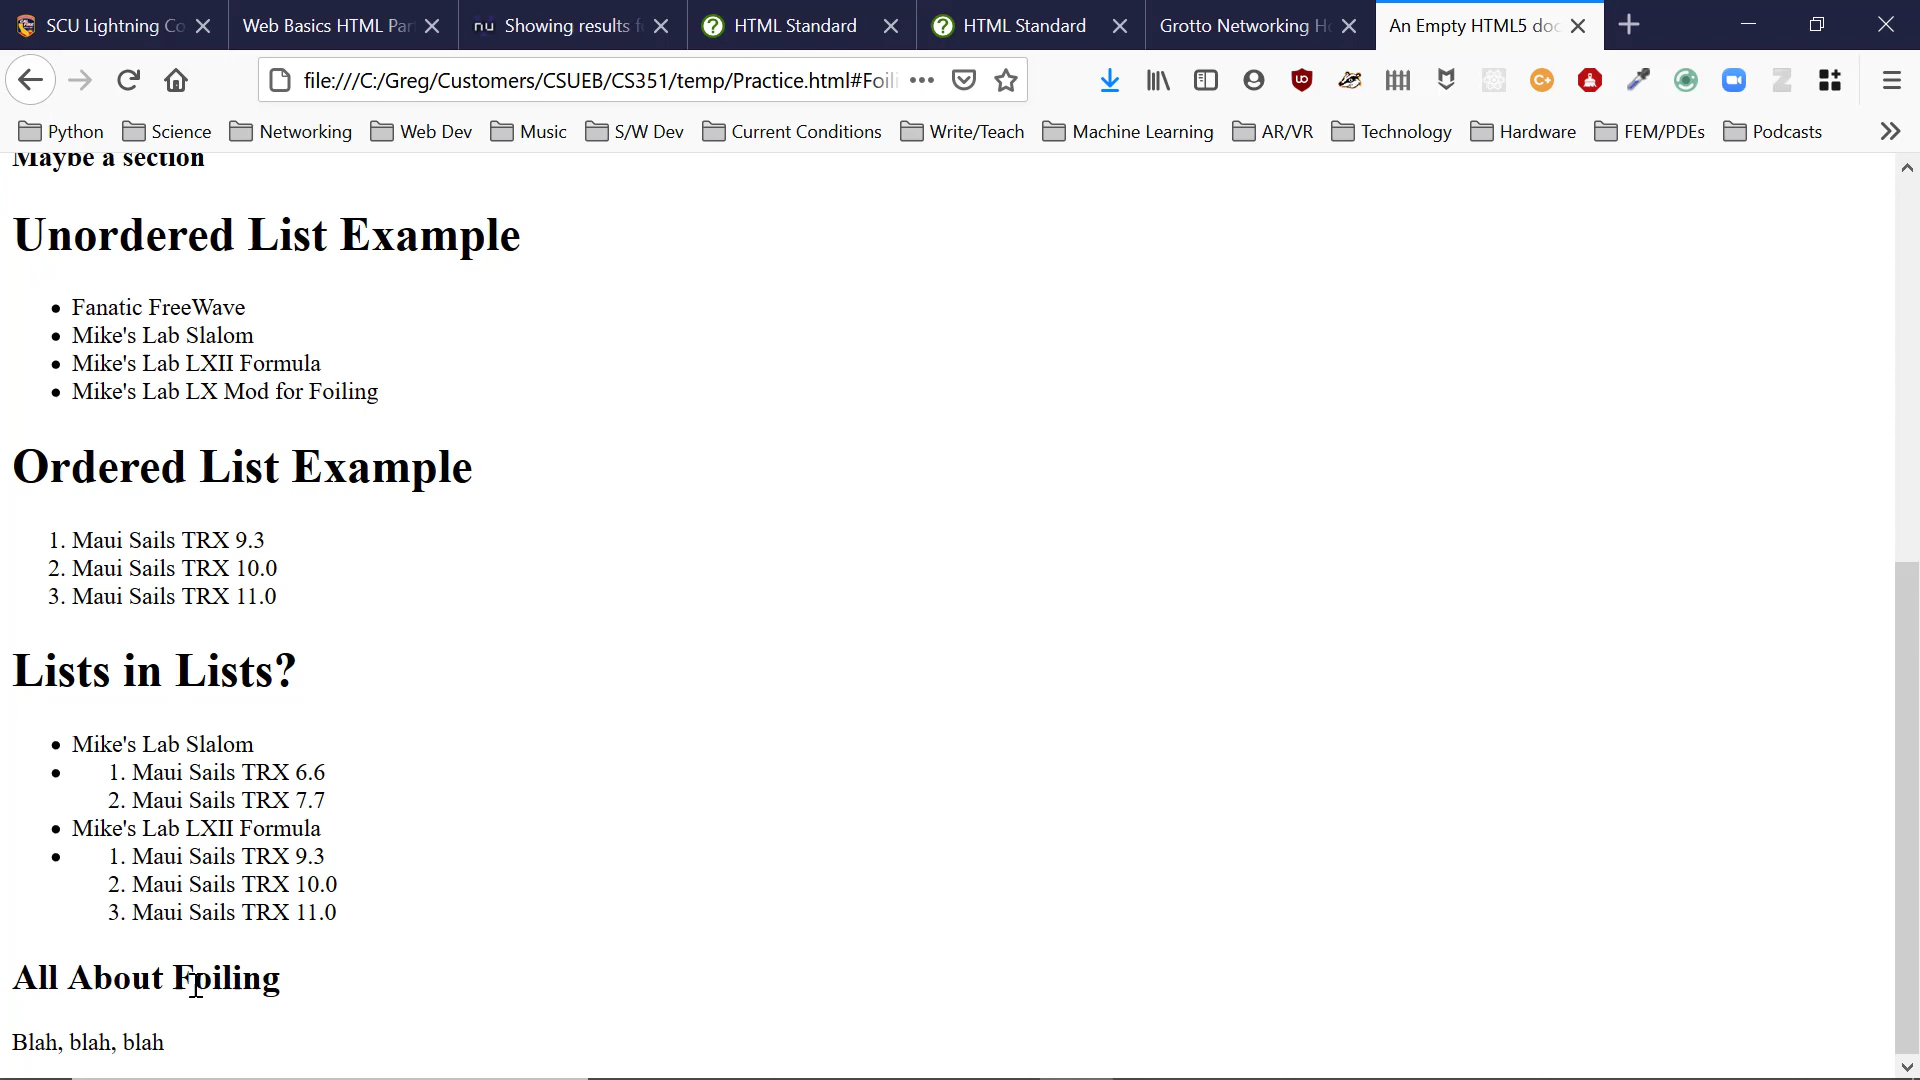 SCU Lightning Co
Web Basics HTML Par
nu Showing results f
HTML Standard
HTML Standard
Grotto Networking H
An Empty HTML5 doc
file:///C:/Greg/Customers/CSUEB/CS351/temp/Practice.html#Foili
Python Science Networking Web Dev Music S/W Dev Current Conditions Write/Teach Machine Learning AR/VR Technology Hardware FEM/PDEs Podcasts
Maybe a section
Unordered List Example
• Fanatic FreeWave
• Mike's Lab Slalom
• Mike's Lab LXII Formula
• Mike's Lab LX Mod for Foiling
Ordered List Example
1. Maui Sails TRX 9.3
2. Maui Sails TRX 10.0
3. Maui Sails TRX 11.0
Lists in Lists?
• Mike's Lab Slalom
• 1. Maui Sails TRX 6.6
2. Maui Sails TRX 7.7
• Mike's Lab LXII Formula
• 1. Maui Sails TRX 9.3
2. Maui Sails TRX 10.0
3. Maui Sails TRX 11.0
All About Foiling
Blah, blah, blah